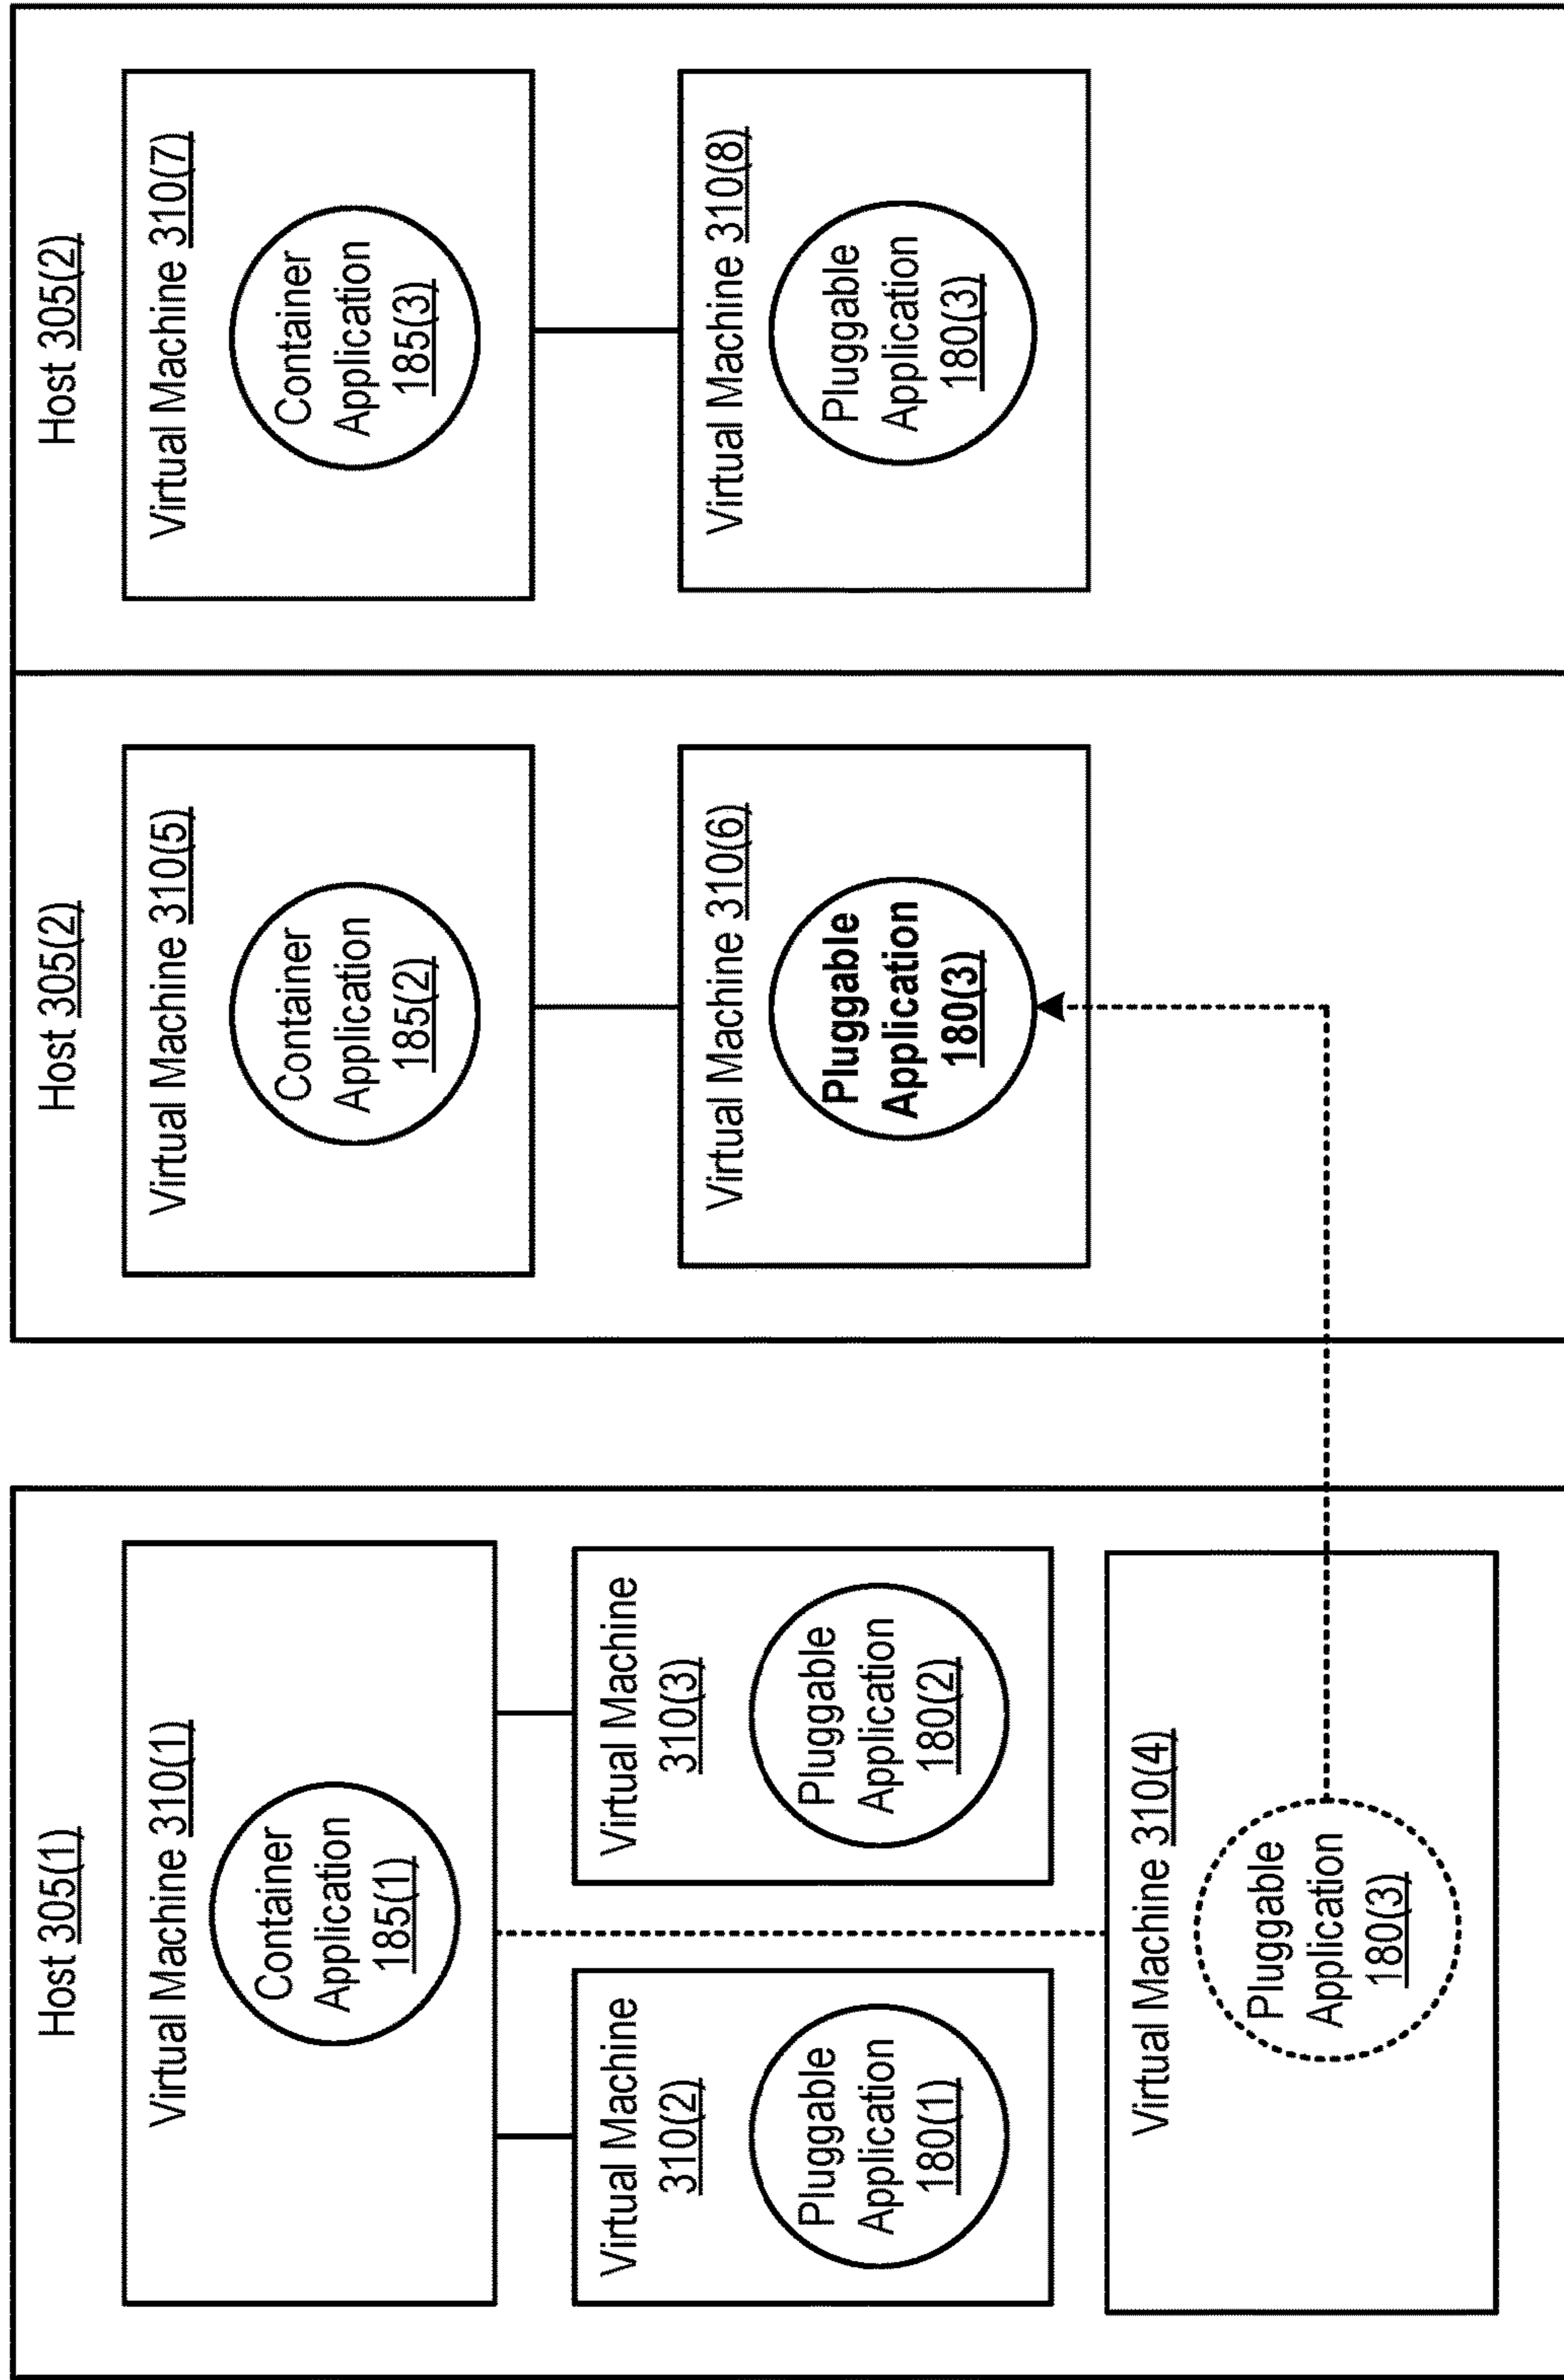 Host 305(1)
Virtual Machine 310(1)
Container
Application
185(1)
Virtual Machine
310(2)
Pluggable
Application
180(1)
Virtual Machine
310(3)
Pluggable
Application
180(2)
Virtual Machine 310(4)
Pluggable
Application
180(3)
Host 305(2)
Virtual Machine 310(5)
Container
Application
185(2)
Virtual Machine 310(6)
Pluggable
Application
180(3)
Host 305(2)
Virtual Machine 310(7)
Container
Application
185(3)
Virtual Machine 310(8)
Pluggable
Application
180(3)